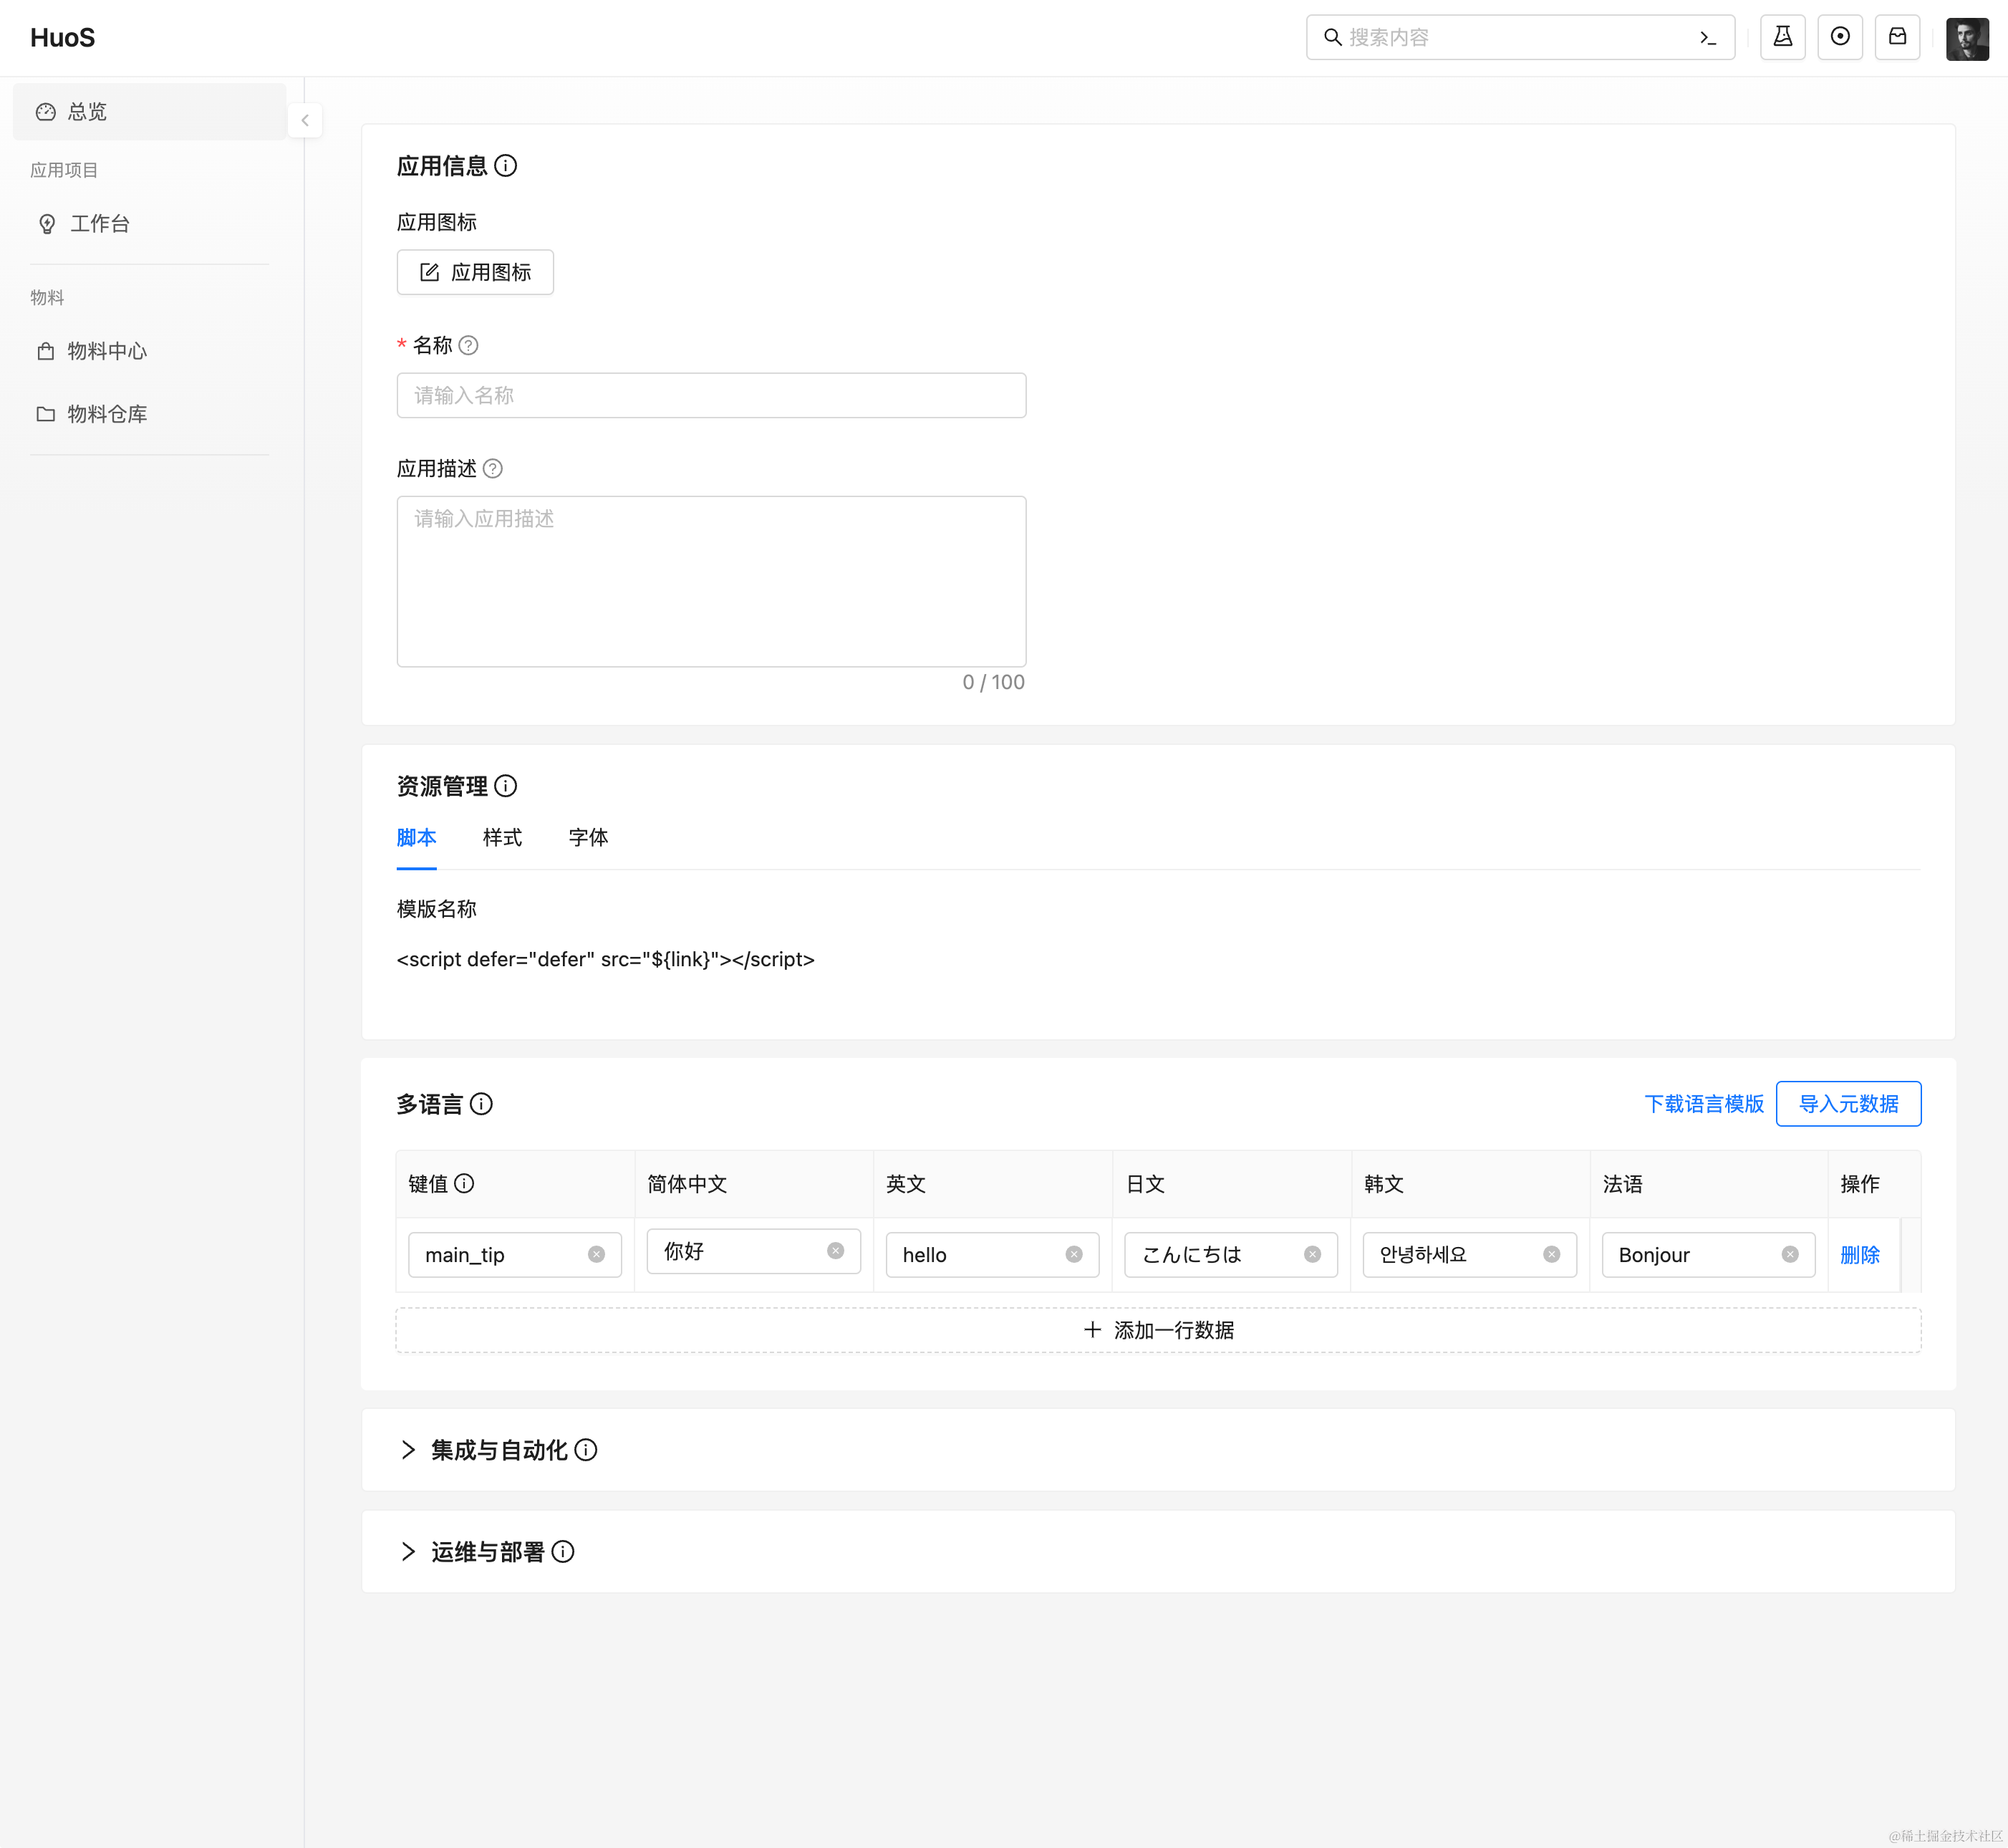 HuoS
搜索内容
总览
应用项目
工作台
物料
物料中心
物料仓库
应用信息
应用图标
应用图标
* 名称
请输入名称
应用描述
请输入应用描述
0 / 100
资源管理
脚本 样式 字体
模版名称
<script defer="defer" src="${link}"></script>
多语言 下载语言模版 导入元数据
键值 简体中文 英文 日文 韩文 法语 操作
main_tip 你好 hello こんにちは 안녕하세요 Bonjour 删除
添加一行数据
集成与自动化
运维与部署
@稀土掘金技术社区